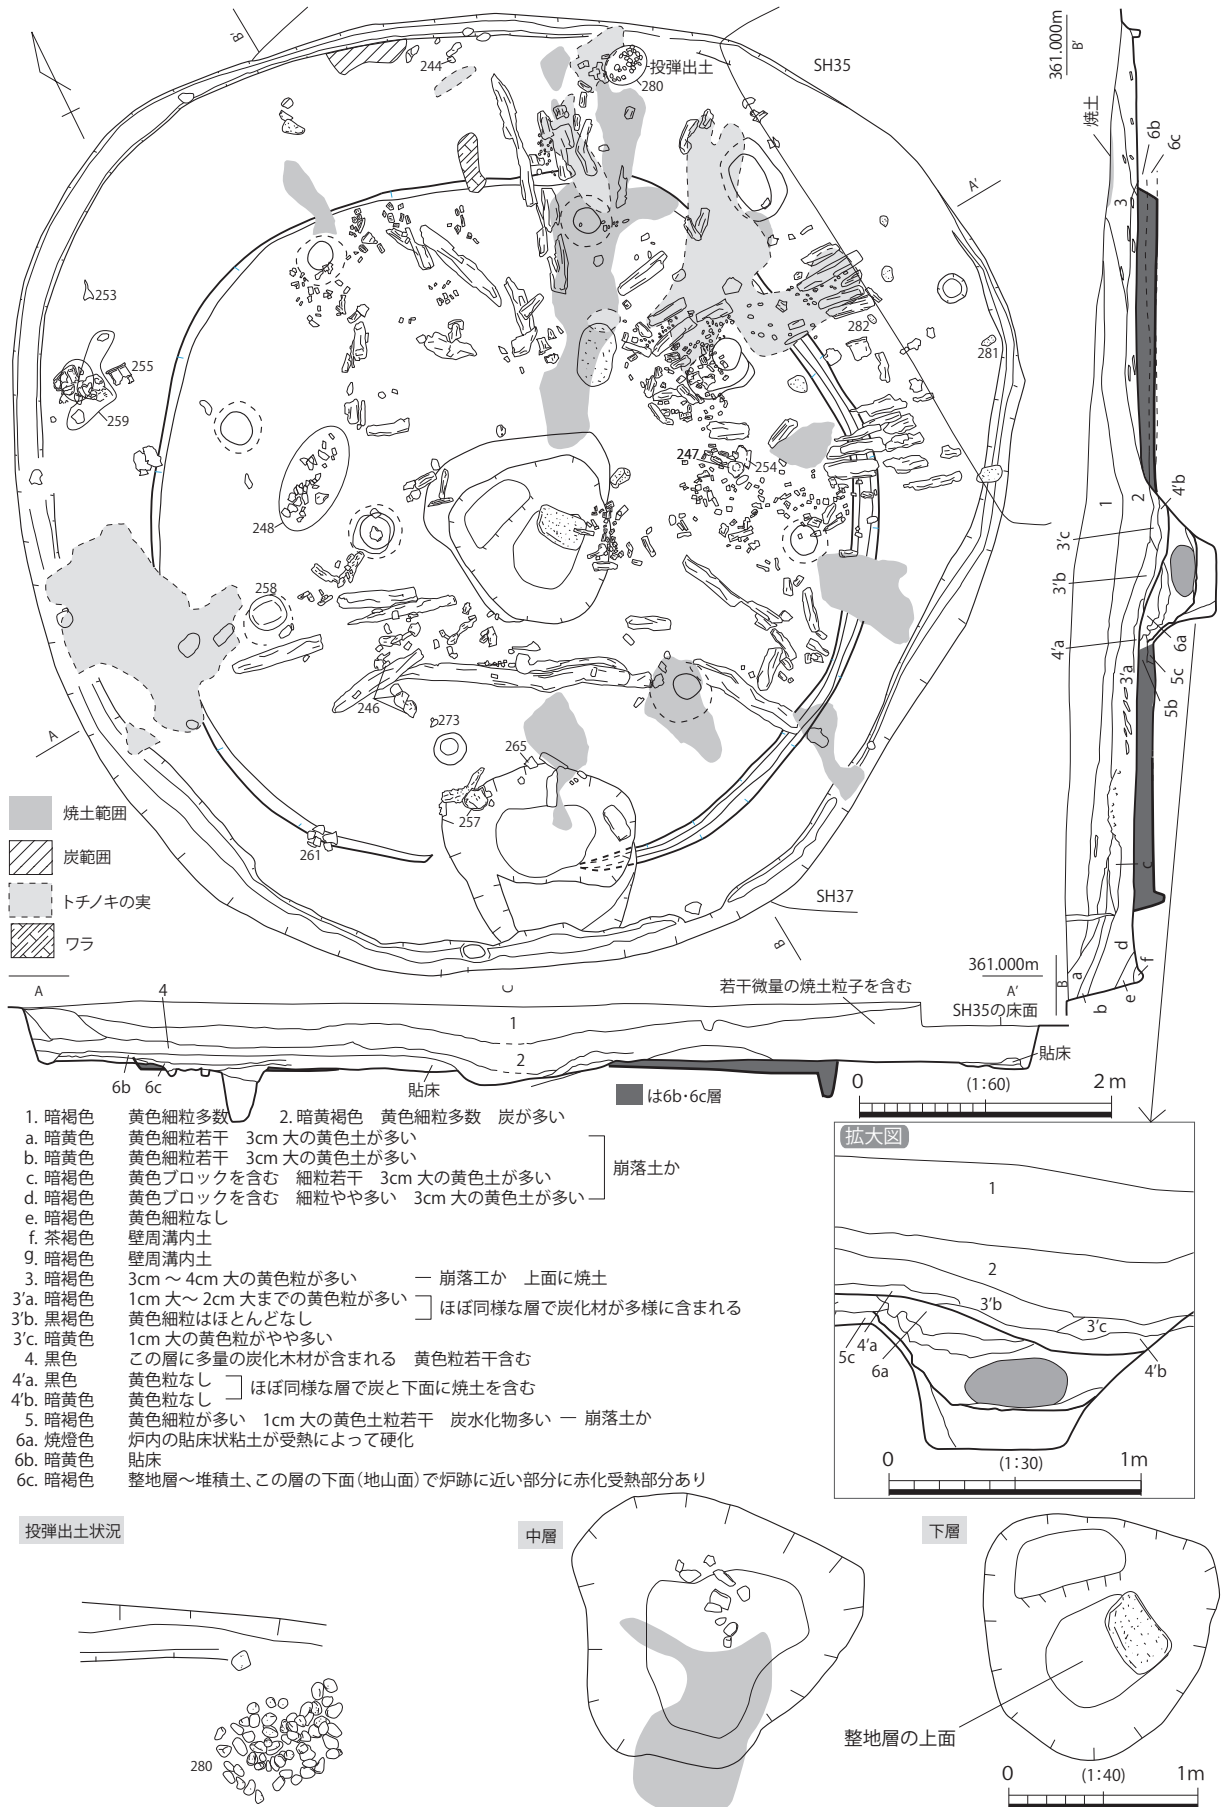 B'
244
投弾出土
280
SH35
A'
253
255
259
282
281
247
254
248
258
246
273
265
257
261
A
SH37
B
361.000m
B'
焼土
6b
6c
3
1
2
4'b
3'c
3'b
4'a
3'a
6a
5c
5b
c
d
f
a
b
e
B
焼土範囲
炭範囲
トチノキの実
ワラ
361.000m
A
4
C
若干微量の焼土粒子を含む
A'
SH35の床面
1
2
6b
6c
貼床
貼床
は6b・6c層
0
(1:60)
2m
1. 暗褐色 黄色細粒多数 2. 暗黄褐色 黄色細粒多数 炭が多い
a. 暗黄色 黄色細粒若干 3cm 大の黄色土が多い
b. 暗黄色 黄色細粒若干 3cm 大の黄色土が多い
c. 暗褐色 黄色ブロックを含む 細粒若干 3cm 大の黄色土が多い
d. 暗褐色 黄色ブロックを含む 細粒やや多い 3cm 大の黄色土が多い
崩落土か
e. 暗褐色 黄色細粒なし
f. 茶褐色 壁周溝内土
g. 暗褐色 壁周溝内土
3. 暗褐色 3cm ～ 4cm 大の黄色粒が多い ― 崩落工か 上面に焼土
3'a. 暗褐色 1cm 大～ 2cm 大までの黄色粒が多い
3'b. 黒褐色 黄色細粒はほとんどなし
ほぼ同様な層で炭化材が多様に含まれる
3'c. 暗黄色 1cm 大の黄色粒がやや多い
4. 黒色 この層に多量の炭化木材が含まれる 黄色粒若干含む
4'a. 黒色 黄色粒なし
4'b. 暗黄色 黄色粒なし
ほぼ同様な層で炭と下面に焼土を含む
5. 暗褐色 黄色細粒が多い 1cm 大の黄色土粒若干 炭水化物多い ― 崩落土か
6a. 焼燈色 炉内の貼床状粘土が受熱によって硬化
6b. 暗黄色 貼床
6c. 暗褐色 整地層～堆積土、この層の下面（地山面）で炉跡に近い部分に赤化受熱部分あり
拡大図
1
2
3'b
3'c
4'a
5c
6a
4'b
0
(1:30)
1m
投弾出土状況
280
中層
下層
整地層の上面
0
(1:40)
1m